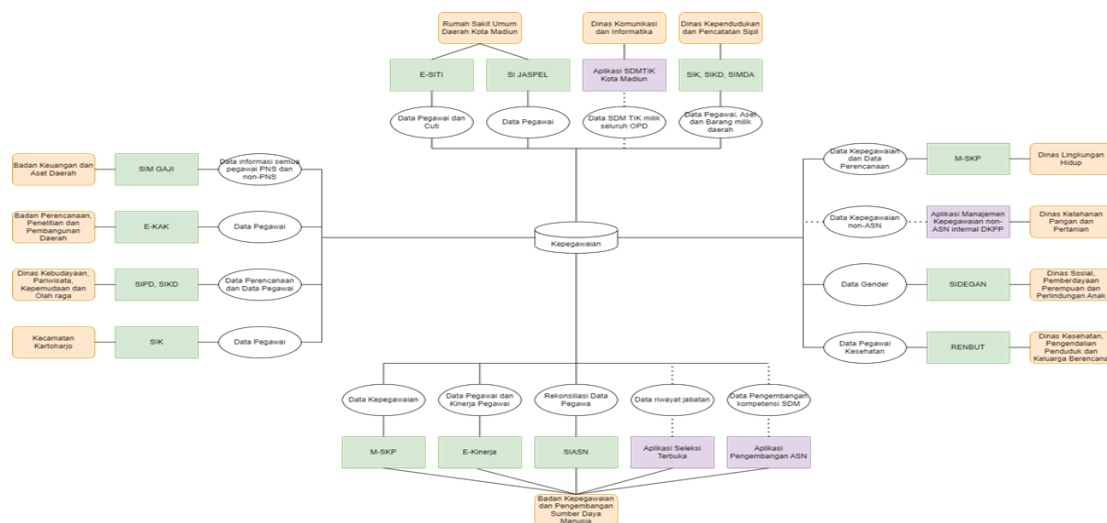 Rumah Sakit Umum
Daerah Kota Madiun
Dinas Komunikasi
dan Informatika
Dinas Kependudukan
dan Pencatatan Sipil
E-SITI
SI JASPEL
Aplikasi SDMTIK
Kota Madiun
SIK, SIKD, SIMDA
Data Pegawai dan
Cuti
Data Pegawai
Data SDM TIK milik
seluruh OPD
Data Pegawai, Aset
dan Barang milik
daerah
Badan Keuangan dan
Aset Daerah
SIM GAJI
Data informasi semua
pegawai PNS dan
non-PNS
Badan Perencanaan,
Penelitian dan
Pembangunan
Daerah
E-KAK
Data Pegawai
Dinas Kebudayaan,
Pariwisata,
Kepemudaan dan
Olah raga
SIPD, SIKD
Data Perencanaan
dan Data Pegawai
Kecamatan
Kartoharjo
SIK
Data Pegawai
Kepegawaian
Data Kepegawaian
dan Data
Perencanaan
M-SKP
Dinas Lingkungan
Hidup
Data Kepegawaian
non-ASN
Aplikasi Manajemen
Kepegawaian non-
ASN internal DKPP
Dinas Ketahanan
Pangan dan
Pertanian
Data Gender
SIDEGAN
Dinas Sosial,
Pemberdayaan
Perempuan dan
Perlindungan Anak
Data Pegawai
Kesehatan
RENBUT
Dinas Kesehatan,
Pengendalian
Penduduk dan
Keluarga Berencana
Data Kepegawaian
Data Pegawai dan
Kinerja Pegawai
Rekonsiliasi Data
Pegawa
Data riwayat jabatan
Data Pengembangan
kompetensi SDM
M-SKP
E-Kinerja
SIASN
Aplikasi Seleksi
Terbuka
Aplikasi
Pengembangan ASN
Badan Kepegawaian
dan Pengembangan
Sumber Daya
Manusia